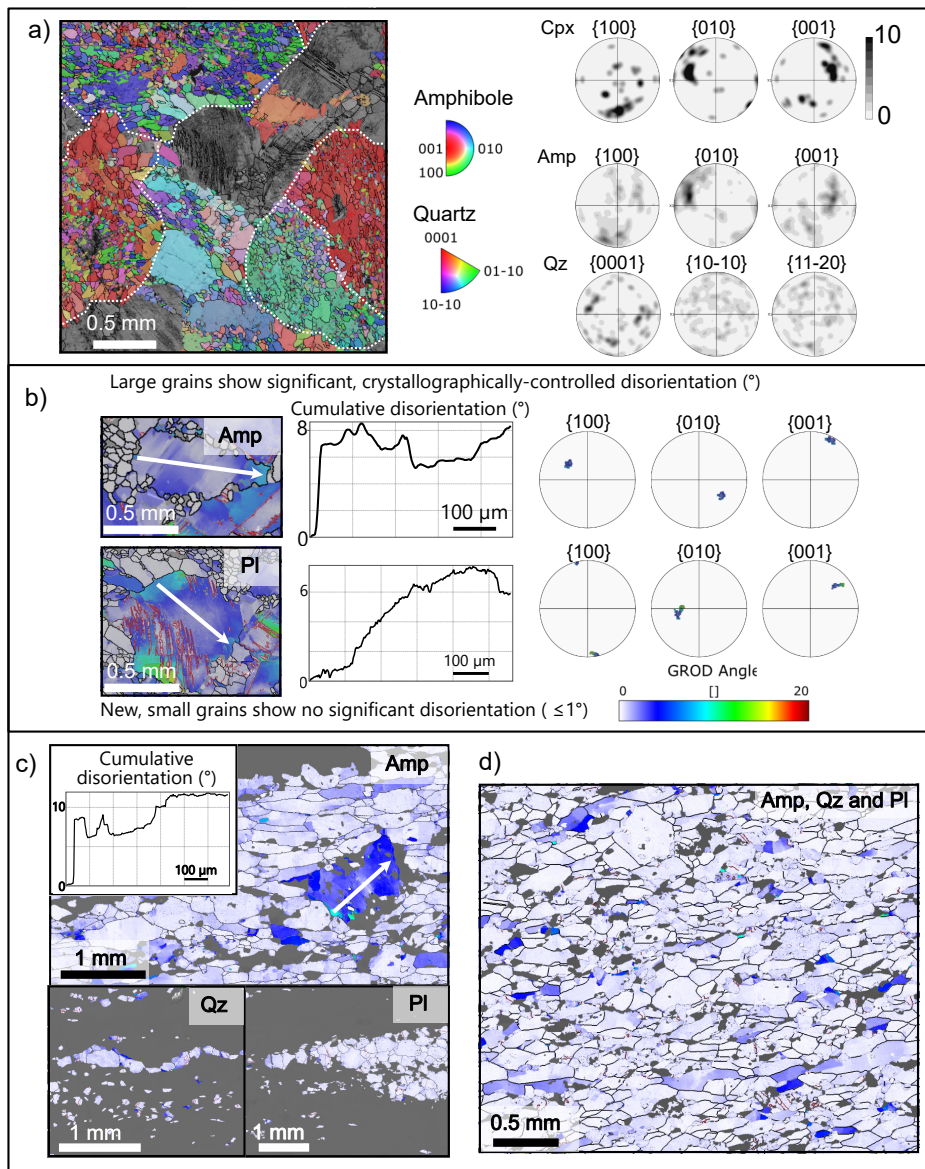 a)
0.5 mm
Amphibole
001
010
100
Quartz
0001
01-10
10-10
Cpx {100} {010} {001}
10
0
Amp {100} {010} {001}
Qz {0001} {10-10} {11-20}
b)
Large grains show significant, crystallographically-controlled disorientation (°)
Cumulative disorientation (°)
Amp
0.5 mm
8
0
100 µm
{100} {010} {001}
Pl
0.5 mm
6
0
100 µm
{100} {010} {001}
GROD Angle
0 [] 20
New, small grains show no significant disorientation ( ≤1°)
c)
Cumulative
disorientation (°)
10
0
100 µm
Amp
1 mm
Qz
1 mm
Pl
1 mm
d)
Amp, Qz and Pl
0.5 mm